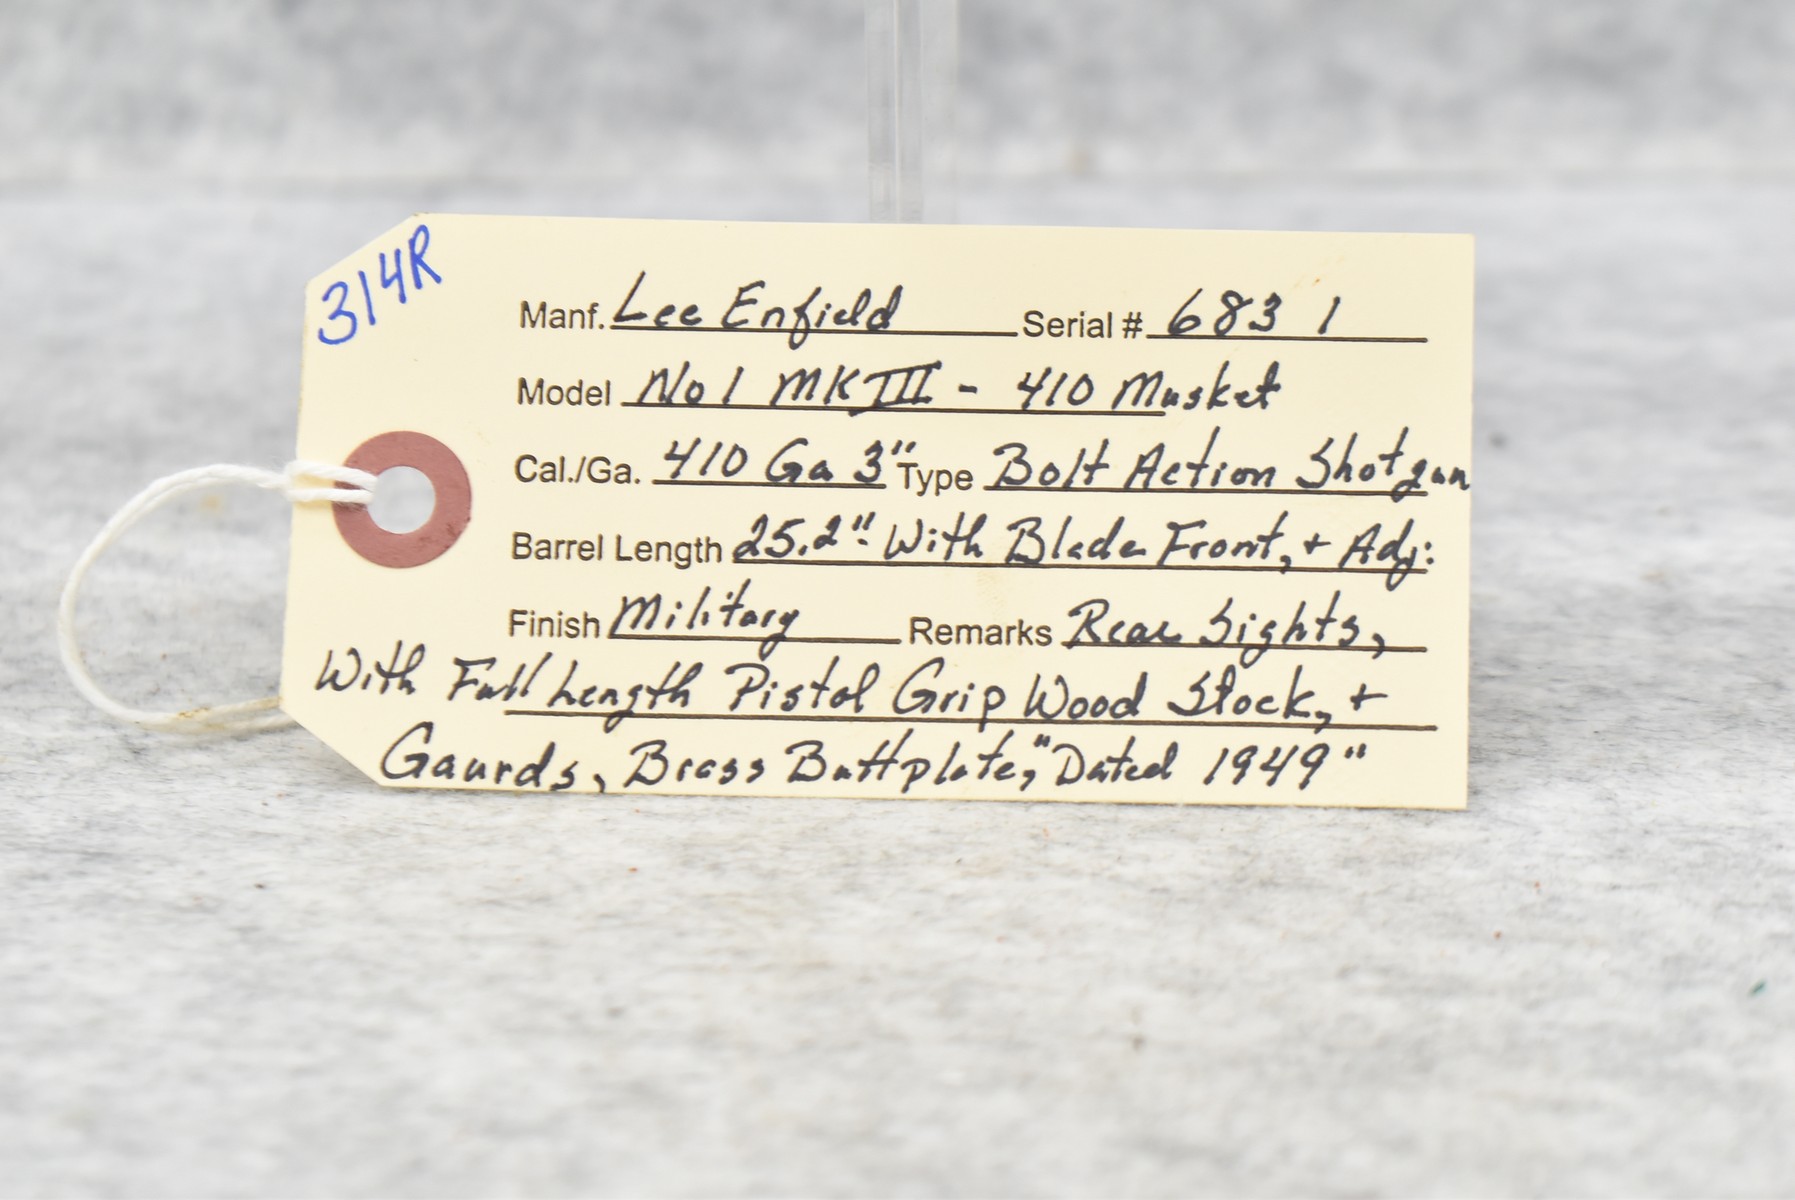 314R
Manf. Lee Enfield Serial # 683 1
Model No 1 MK III - 410 Musket
Cal./Ga. 410 Ga 3" Type Bolt Action Shotgun
Barrel Length 25.2". With Blade Front, + Adj:
Finish Military Remarks Rear Sights,
With Full Length Pistol Grip Wood Stock, +
Gaurds, Brass Buttplate, "Dated 1949"